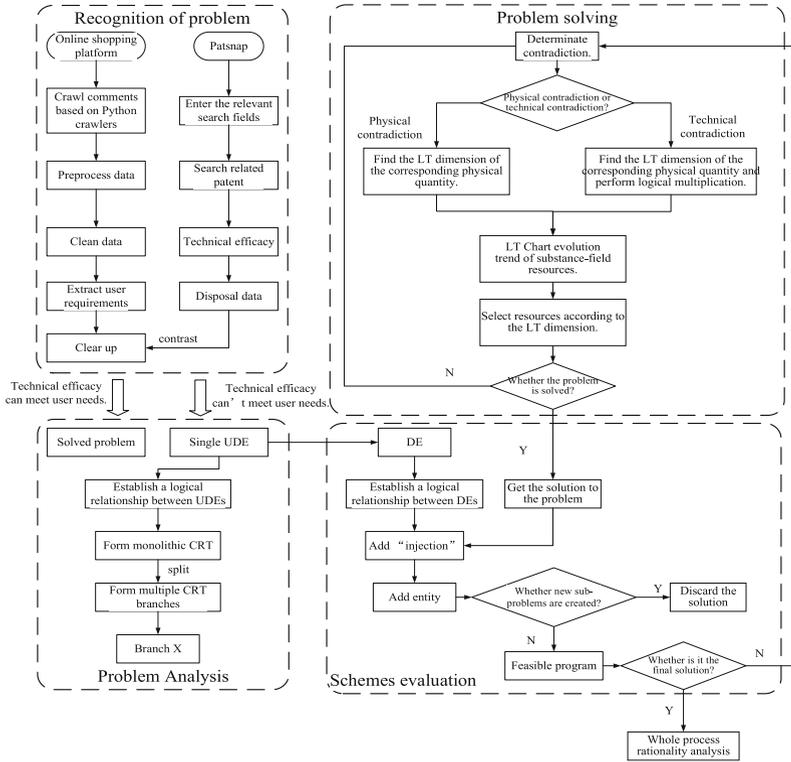 Recognition of problem
Online shopping
platform
Patsnap
Crawl comments
based on Python
crawlers
Enter the relevant
search fields
Preprocess data
Search related
patent
Clean data
Technical efficacy
Extract user
requirements
Disposal data
Clear up
contrast
Technical efficacy
can meet user needs.
Technical efficacy
can't meet user needs.
Problem solving
Determinate
contradiction.
Physical contradiction or
technical contradiction?
Physical
contradiction
Technical
contradiction
Find the LT dimension of
the corresponding physical
quantity.
Find the LT dimension of the
corresponding physical quantity and
perform logical multiplication.
LT Chart evolution
trend of substance-field
resources.
Select resources according to
the LT dimension.
Whether the problem
is solved?
N
Y
Solved problem
Single UDE
Establish a logical
relationship between UDEs
Form monolithic CRT
split
Form multiple CRT
branches
Branch X
Problem Analysis
DE
Establish a logical
relationship between DEs
Get the solution to
the problem
Add “injection”
Add entity
Whether new sub-
problems are created?
Y
Discard the
solution
N
Feasible program
Whether is it the
final solution?
N
Schemes evaluation
Y
Whole process
rationality analysis